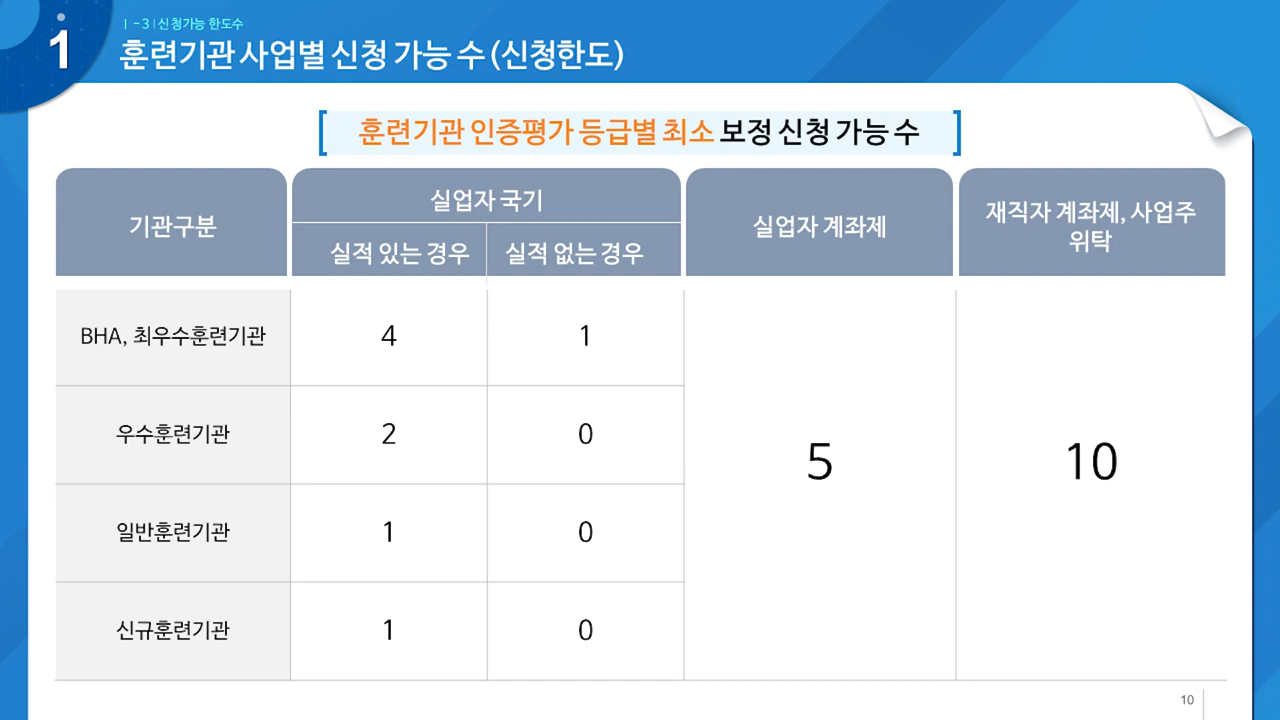 1
Ⅰ-3 | 신청가능 한도수
훈련기관 사업별 신청 가능 수 (신청한도)
훈련기관 인증평가 등급별 최소 보정 신청 가능 수
기관구분
실업자 국기
실적 있는 경우
실적 없는 경우
실업자 계좌제
재직자 계좌제, 사업주
위탁
BHA, 최우수훈련기관
4
1
우수훈련기관
2
0
일반훈련기관
1
0
신규훈련기관
1
0
5
10
10